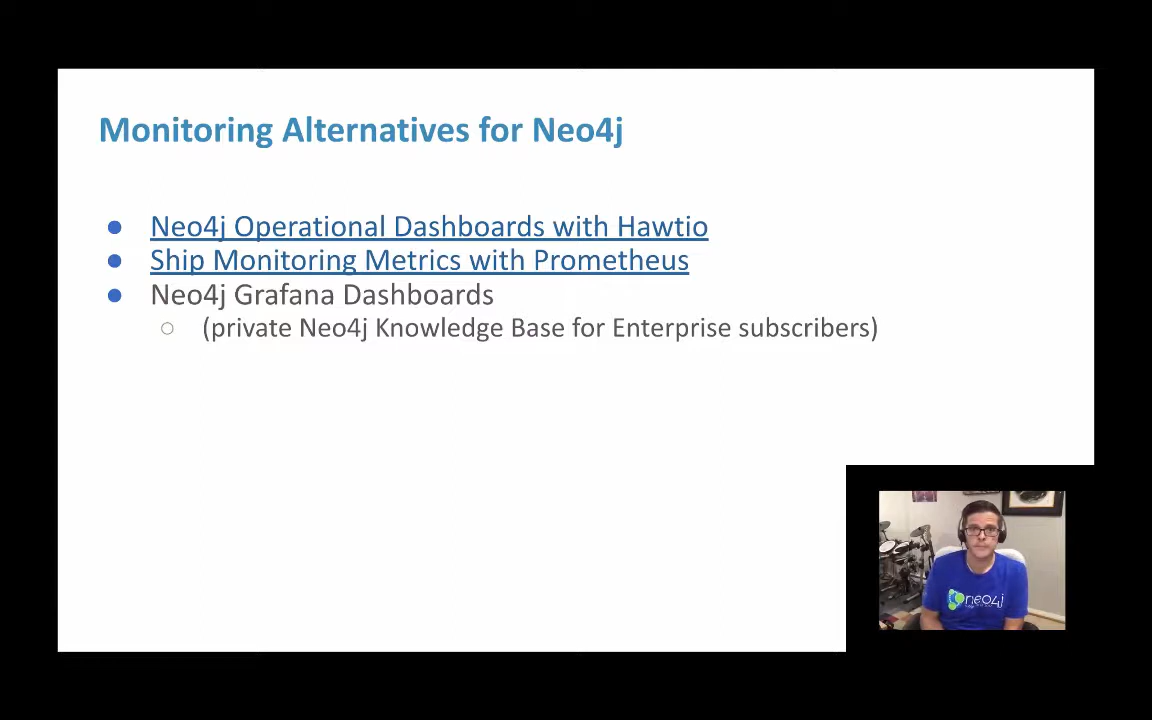 Monitoring Alternatives for Neo4j
● Neo4j Operational Dashboards with Hawtio
● Ship Monitoring Metrics with Prometheus
● Neo4j Grafana Dashboards
○ (private Neo4j Knowledge Base for Enterprise subscribers)
neo4j